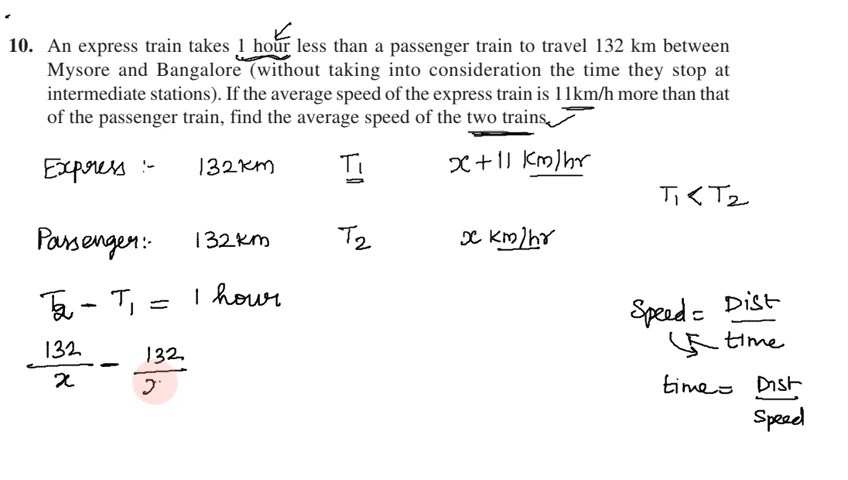 10. An express train takes 1 hour less than a passenger train to travel 132 km between
Mysore and Bangalore (without taking into consideration the time they stop at
intermediate stations). If the average speed of the express train is 11km/h more than that
of the passenger train, find the average speed of the two trains.
Express :- 132km T1 x+11 km/hr
T1 < T2
Passenger:- 132km T2 x km/hr
T2 - T1 = 1 hour
Speed = Dist / time
132/x - 132/x
time = Dist / Speed